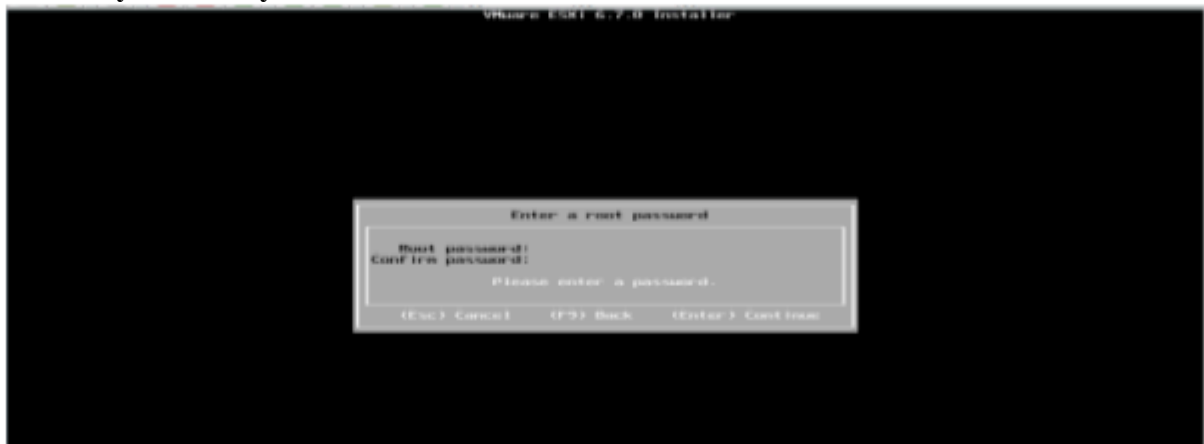 VMware ESXi 6.7.0 Installer
Enter a root password
Root password:
Confirm password:
Please enter a password.
(Esc) Cancel (F9) Back (Enter) Continue